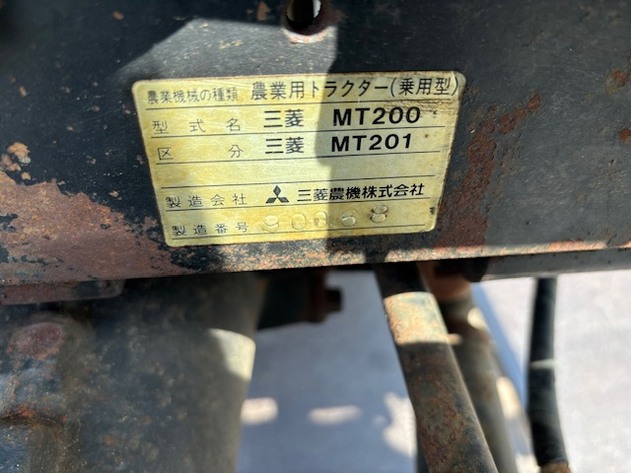 農業機械の種類 農業用トラクター(乗用型)
型式名 三菱 MT200
区分 三菱 MT201
製造会社 三菱農機株式会社
製造番号